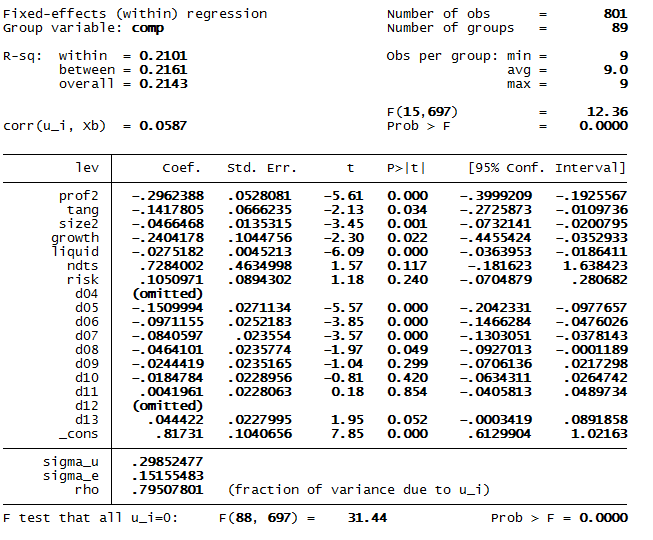 Fixed-effects (within) regression Number of obs = 801
Group variable: comp Number of groups = 89
R-sq: within = 0.2101 Obs per group: min = 9
between = 0.2161 avg = 9.0
overall = 0.2143 max = 9
F(15,697) = 12.36
corr(u_i, Xb) = 0.0587 Prob > F = 0.0000
lev Coef. Std. Err. t P>|t| [95% Conf. Interval]
prof2 -.2962388 .0528081 -5.61 0.000 -.3999209 -.1925567
tang -.1417805 .0666235 -2.13 0.034 -.2725873 -.0109736
size2 -.0466468 .0135315 -3.45 0.001 -.0732141 -.0200795
growth -.2404178 .1044756 -2.30 0.022 -.4455424 -.0352933
liquid -.0275182 .0045213 -6.09 0.000 -.0363953 -.0186411
ndts .7284002 .4634998 1.57 0.117 -.181623 1.638423
risk .1050971 .0894302 1.18 0.240 -.0704879 .280682
d04 (omitted)
d05 -.1509994 .0271134 -5.57 0.000 -.2042331 -.0977657
d06 -.0971155 .0252183 -3.85 0.000 -.1466284 -.0476026
d07 -.0840597 .023554 -3.57 0.000 -.1303051 -.0378143
d08 -.0464101 .0235774 -1.97 0.049 -.0927013 -.0001189
d09 -.0244419 .0235165 -1.04 0.299 -.0706136 .0217298
d10 -.0184784 .0228956 -0.81 0.420 -.0634311 .0264742
d11 .0041961 .0228063 0.18 0.854 -.0405813 .0489734
d12 (omitted)
d13 .044422 .0227995 1.95 0.052 -.0003419 .0891858
_cons .81731 .1040656 7.85 0.000 .6129904 1.02163
sigma_u .29852477
sigma_e .15155483
rho .79507801 (fraction of variance due to u_i)
F test that all u_i=0: F(88, 697) = 31.44 Prob > F = 0.0000